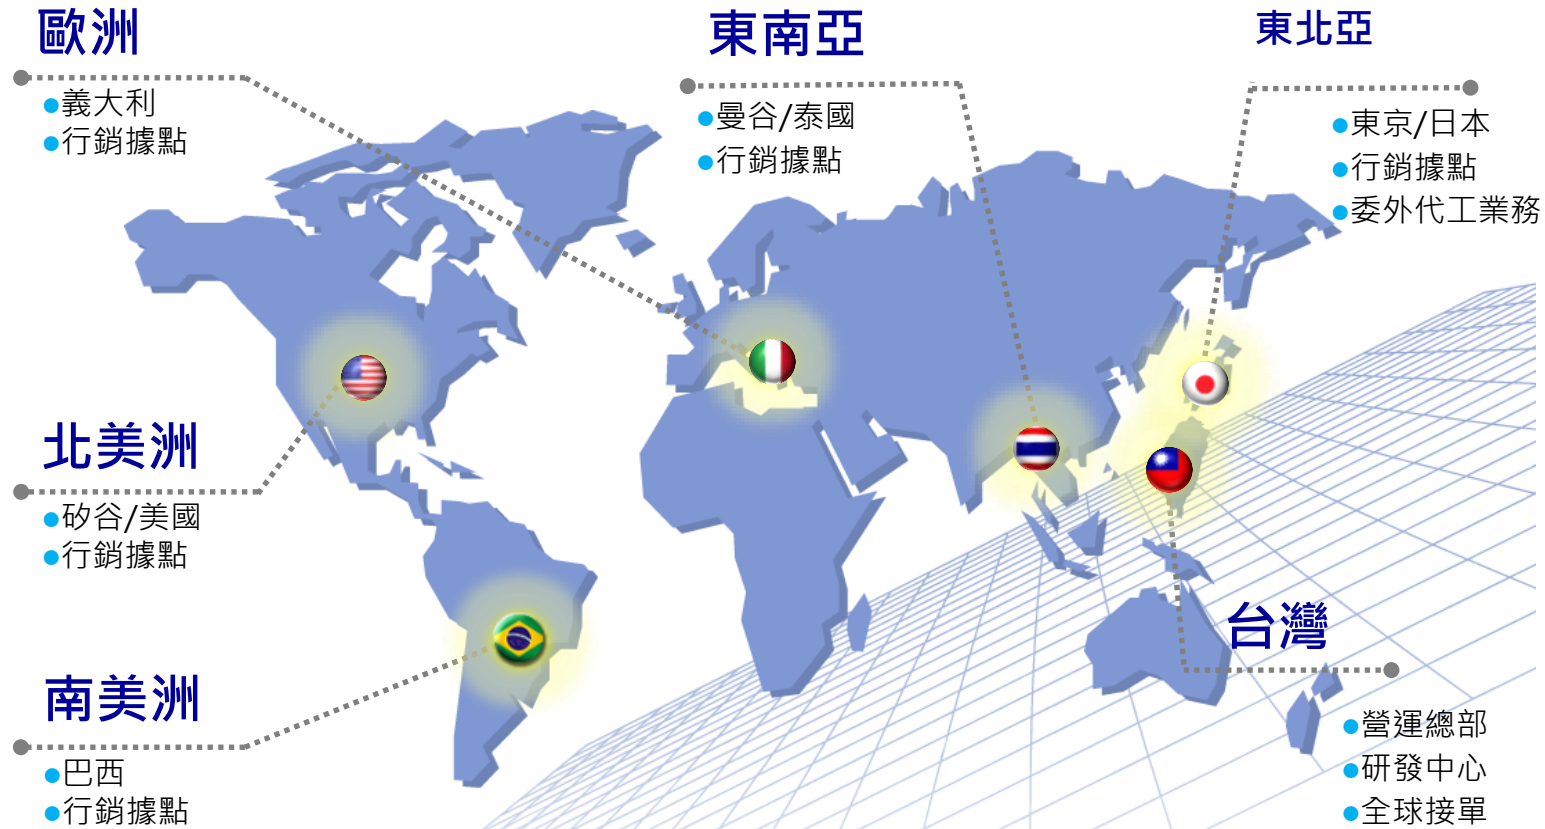 歐洲
●義大利
●行銷據點
東南亞
●曼谷/泰國
●行銷據點
東北亞
●東京/日本
●行銷據點
●委外代工業務
北美洲
●矽谷/美國
●行銷據點
南美洲
●巴西
●行銷據點
台灣
●營運總部
●研發中心
●全球接單